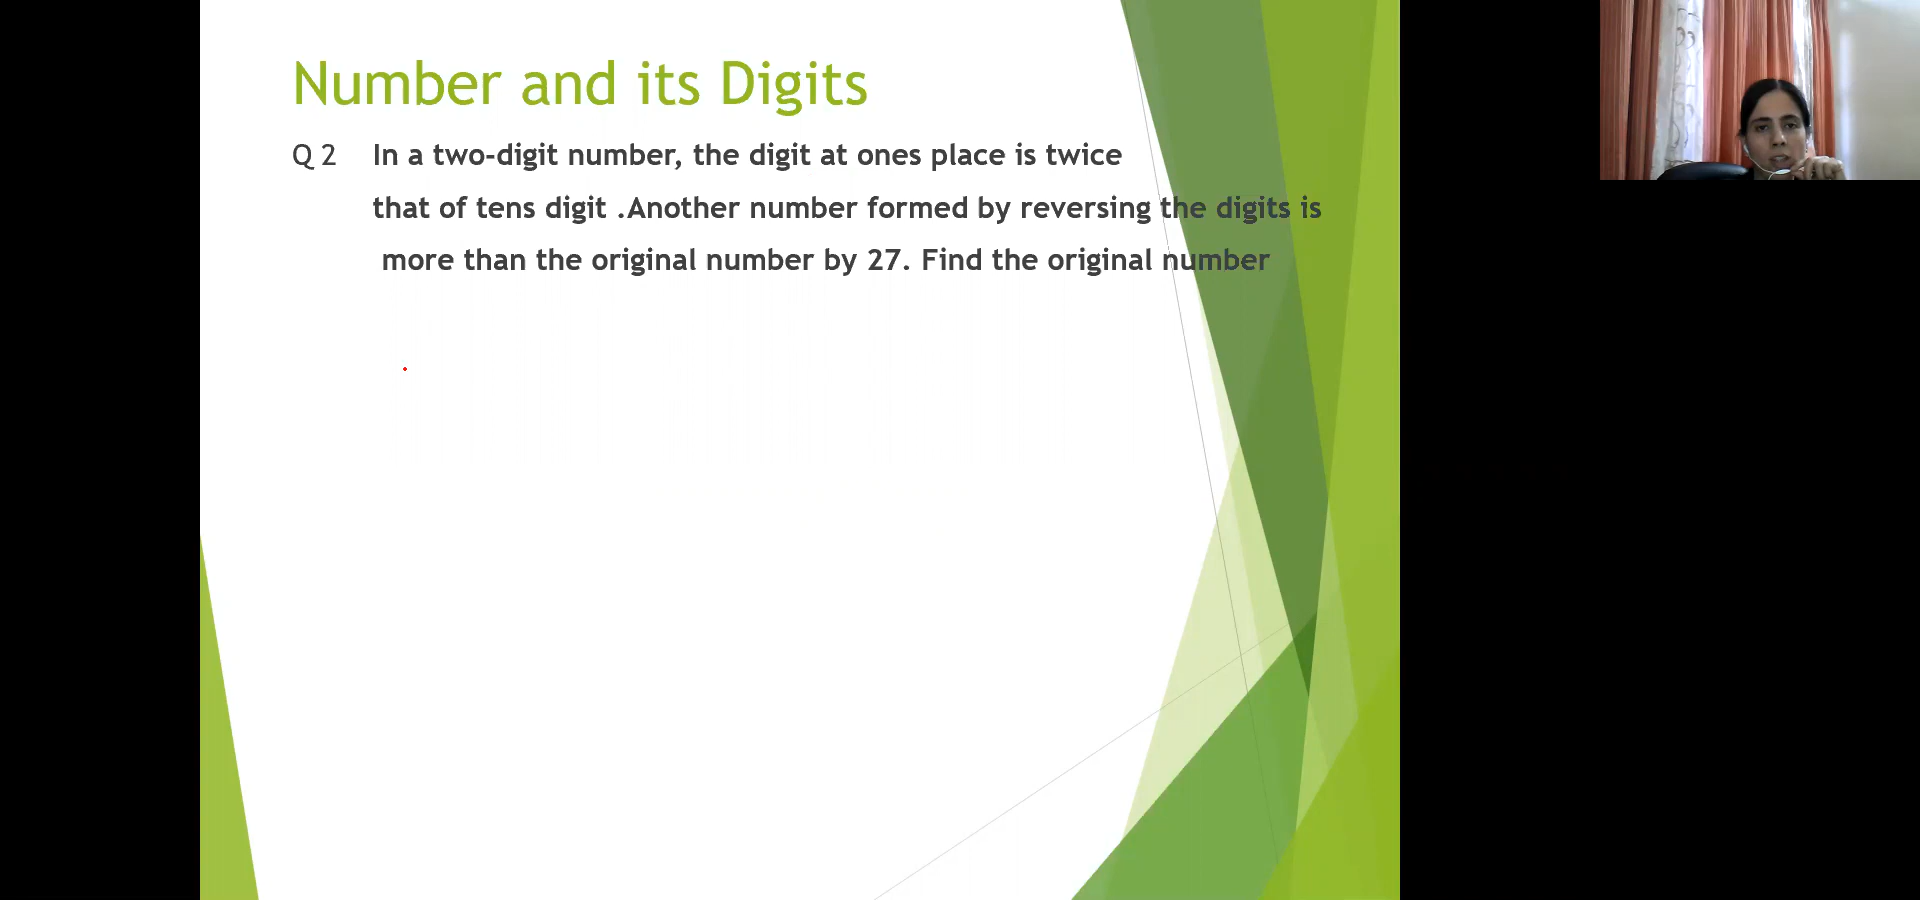 Number and its Digits
Q 2 In a two-digit number, the digit at ones place is twice
that of tens digit .Another number formed by reversing the digits is
more than the original number by 27. Find the original number